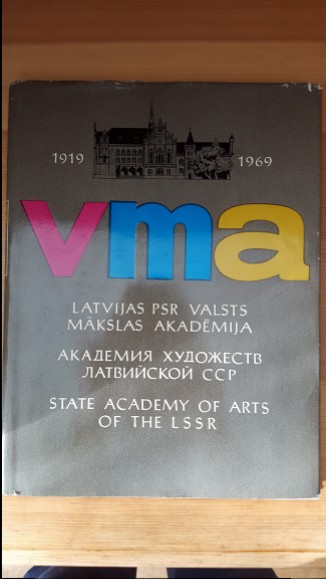 1919 1969
vma
LATVIJAS PSR VALSTS
MĀKSLAS AKADĒMIJA
АКАДЕМИЯ ХУДОЖЕСТВ
ЛАТВИЙСКОЙ ССР
STATE ACADEMY OF ARTS
OF THE LSSR